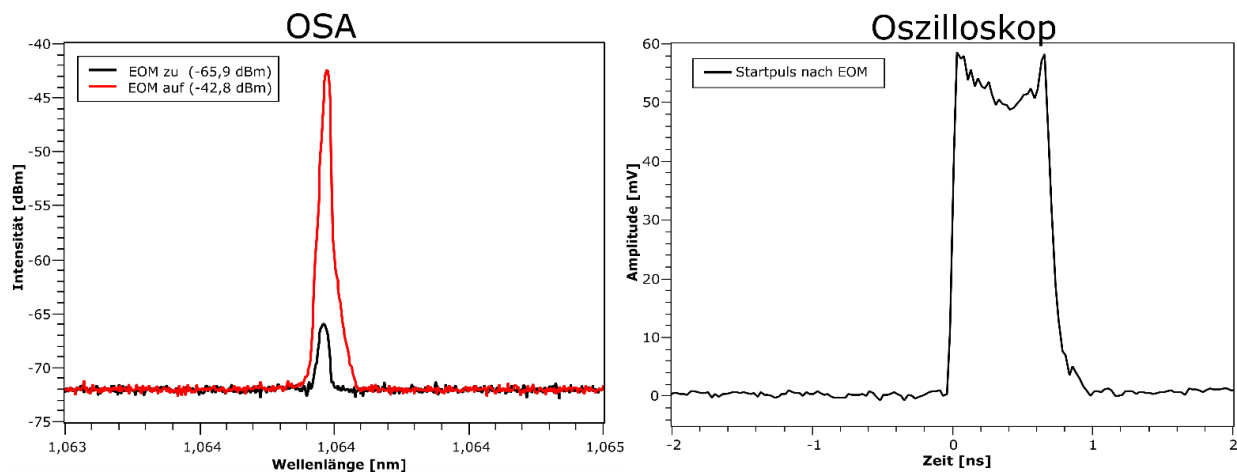 OSA
-40
-45
-50
-55
-60
-65
-70
-75
Intensität [dBm]
EOM zu (-65,9 dBm)
EOM auf (-42,8 dBm)
1,063
1,064
1,064
1,064
1,065
Wellenlänge [nm]
Oszilloskop
60
50
40
30
20
10
0
Amplitude [mV]
Startpuls nach EOM
-2
-1
0
1
2
Zeit [ns]